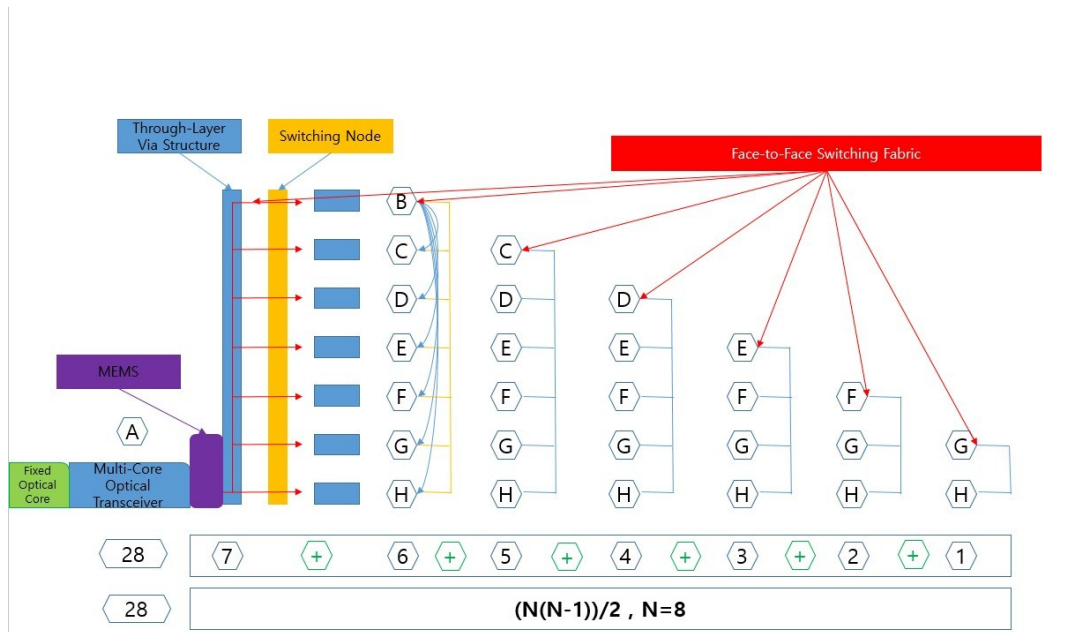 Through-Layer
Via Structure
Switching Node
Face-to-Face Switching Fabric
B
C
C
D
D
D
E
E
E
E
MEMS
F
F
F
F
F
A
G
G
G
G
G
G
Fixed
Optical
Core
Multi-Core
Optical
Transceiver
H
H
H
H
H
H
28
7 + 6 + 5 + 4 + 3 + 2 + 1
28
(N(N-1))/2 , N=8